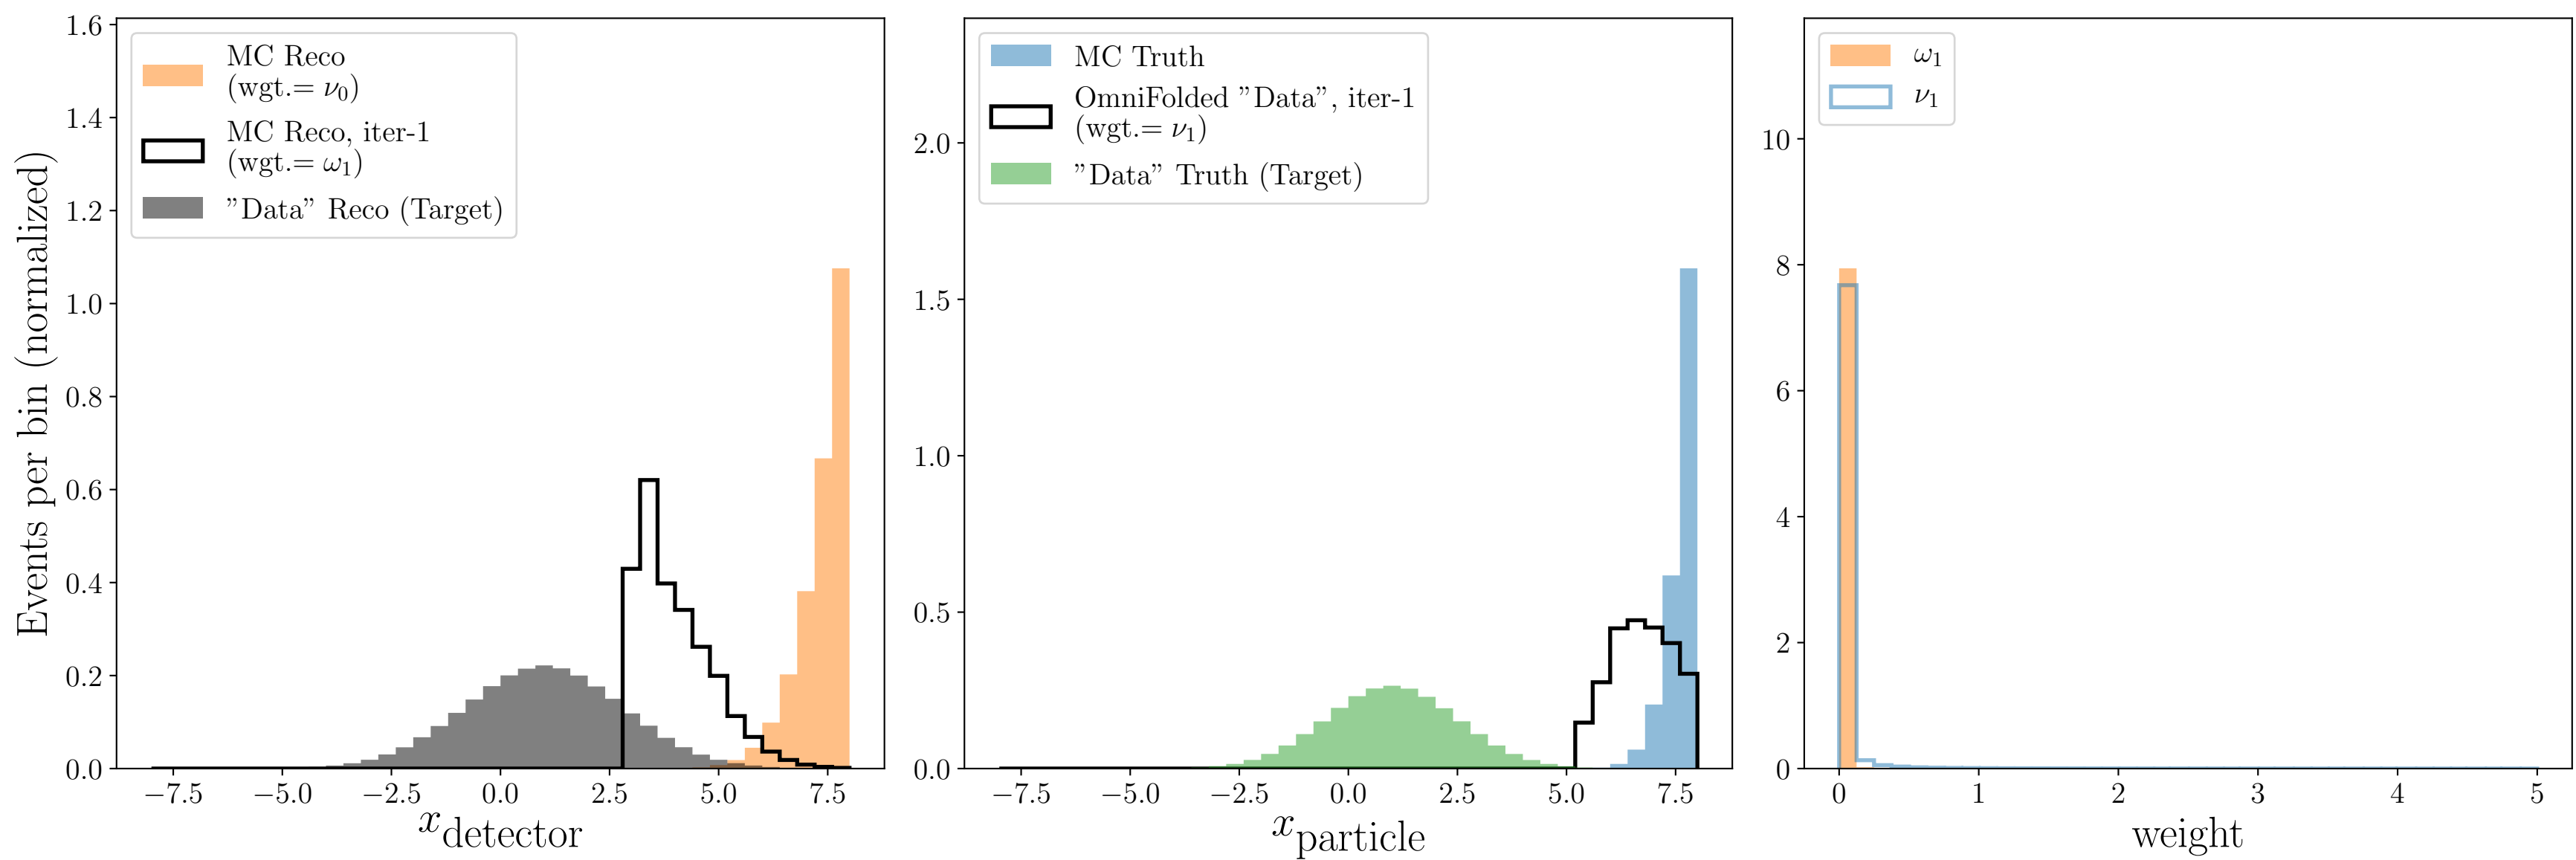 Events per bin (normalized)
1.6
1.4
1.2
1.0
0.8
0.6
0.4
0.2
0.0
MC Reco
(wgt.= ν₀)
MC Reco, iter-1
(wgt.= ω₁)
”Data” Reco (Target)
−7.5 −5.0 −2.5 0.0 2.5 5.0 7.5
x detector
2.0
1.5
1.0
0.5
0.0
MC Truth
OmniFolded ”Data”, iter-1
(wgt.= ν₁)
”Data” Truth (Target)
−7.5 −5.0 −2.5 0.0 2.5 5.0 7.5
x particle
10
8
6
4
2
0
ω₁
ν₁
0 1 2 3 4 5
weight